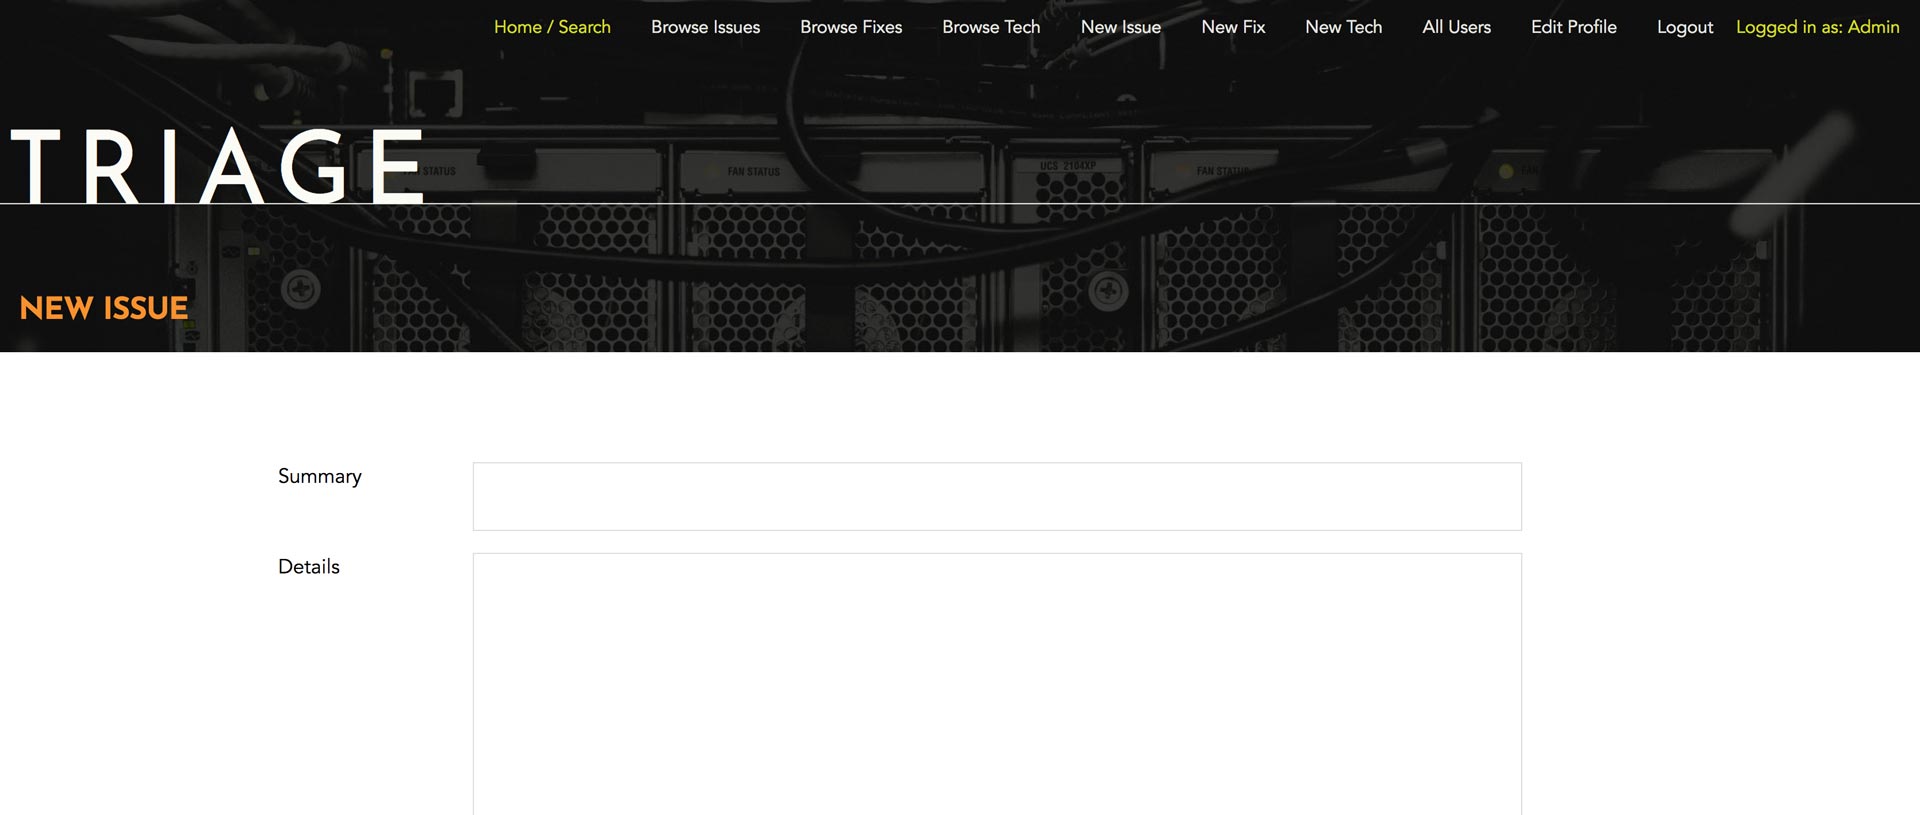 Home / Search Browse Issues Browse Fixes Browse Tech New Issue New Fix New Tech All Users Edit Profile Logout Logged in as: Admin
TRIAGE
FAN STATUS FAN STATUS UCS 2104XP FAN STATUS FAN
NEW ISSUE
Summary
Details